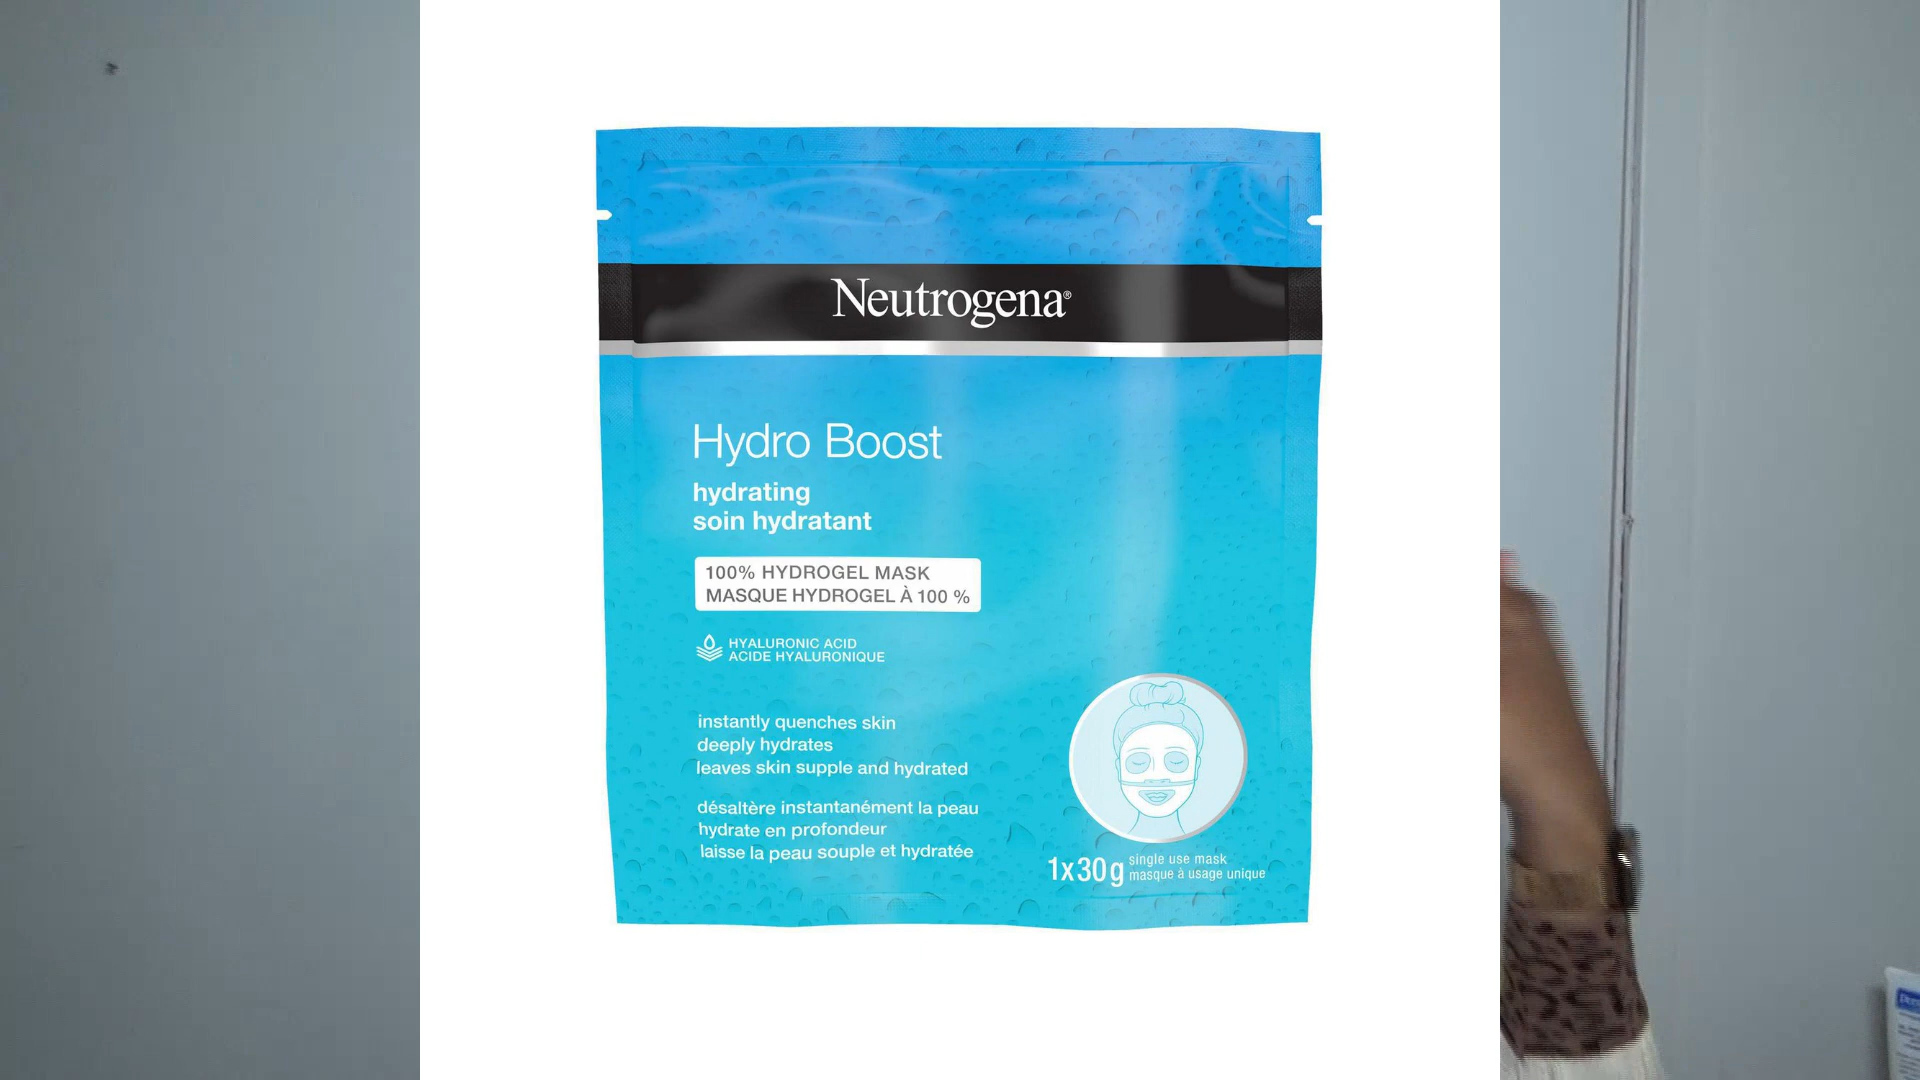 Neutrogena®
Hydro Boost
hydrating
soin hydratant
100% HYDROGEL MASK
MASQUE HYDROGEL À 100 %
HYALURONIC ACID
ACIDE HYALURONIQUE
instantly quenches skin
deeply hydrates
leaves skin supple and hydrated
désaltère instantanément la peau
hydrate en profondeur
laisse la peau souple et hydratée
1x30g
single use mask
masque à usage unique